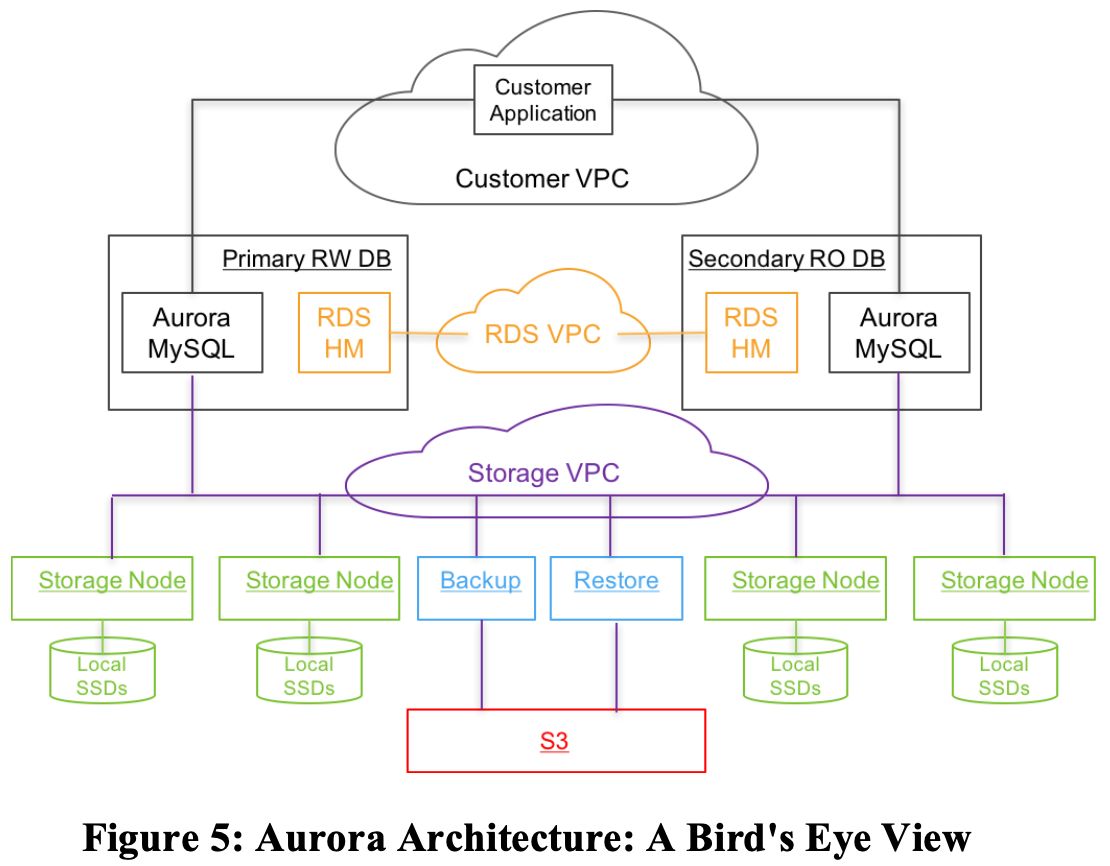 Customer
Application
Customer VPC
Primary RW DB
Aurora
MySQL
RDS
HM
RDS VPC
Secondary RO DB
RDS
HM
Aurora
MySQL
Storage VPC
Storage Node
Storage Node
Backup
Restore
Storage Node
Storage Node
Local
SSDs
Local
SSDs
Local
SSDs
Local
SSDs
S3
Figure 5: Aurora Architecture: A Bird's Eye View